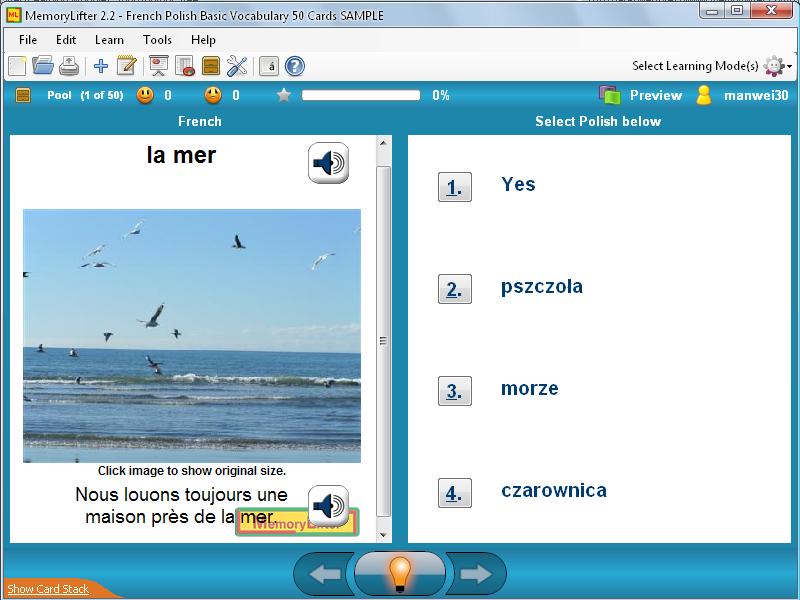 MemoryLifter 2.2 - French Polish Basic Vocabulary 50 Cards SAMPLE
File Edit Learn Tools Help
Select Learning Mode(s)
Pool (1 of 50) 0 0 0% Preview manwei30
French
Select Polish below
la mer
Click image to show original size.
Nous louons toujours une
maison près de la mer.
MemoryLifter
1. Yes
2. pszczola
3. morze
4. czarownica
Show Card Stack